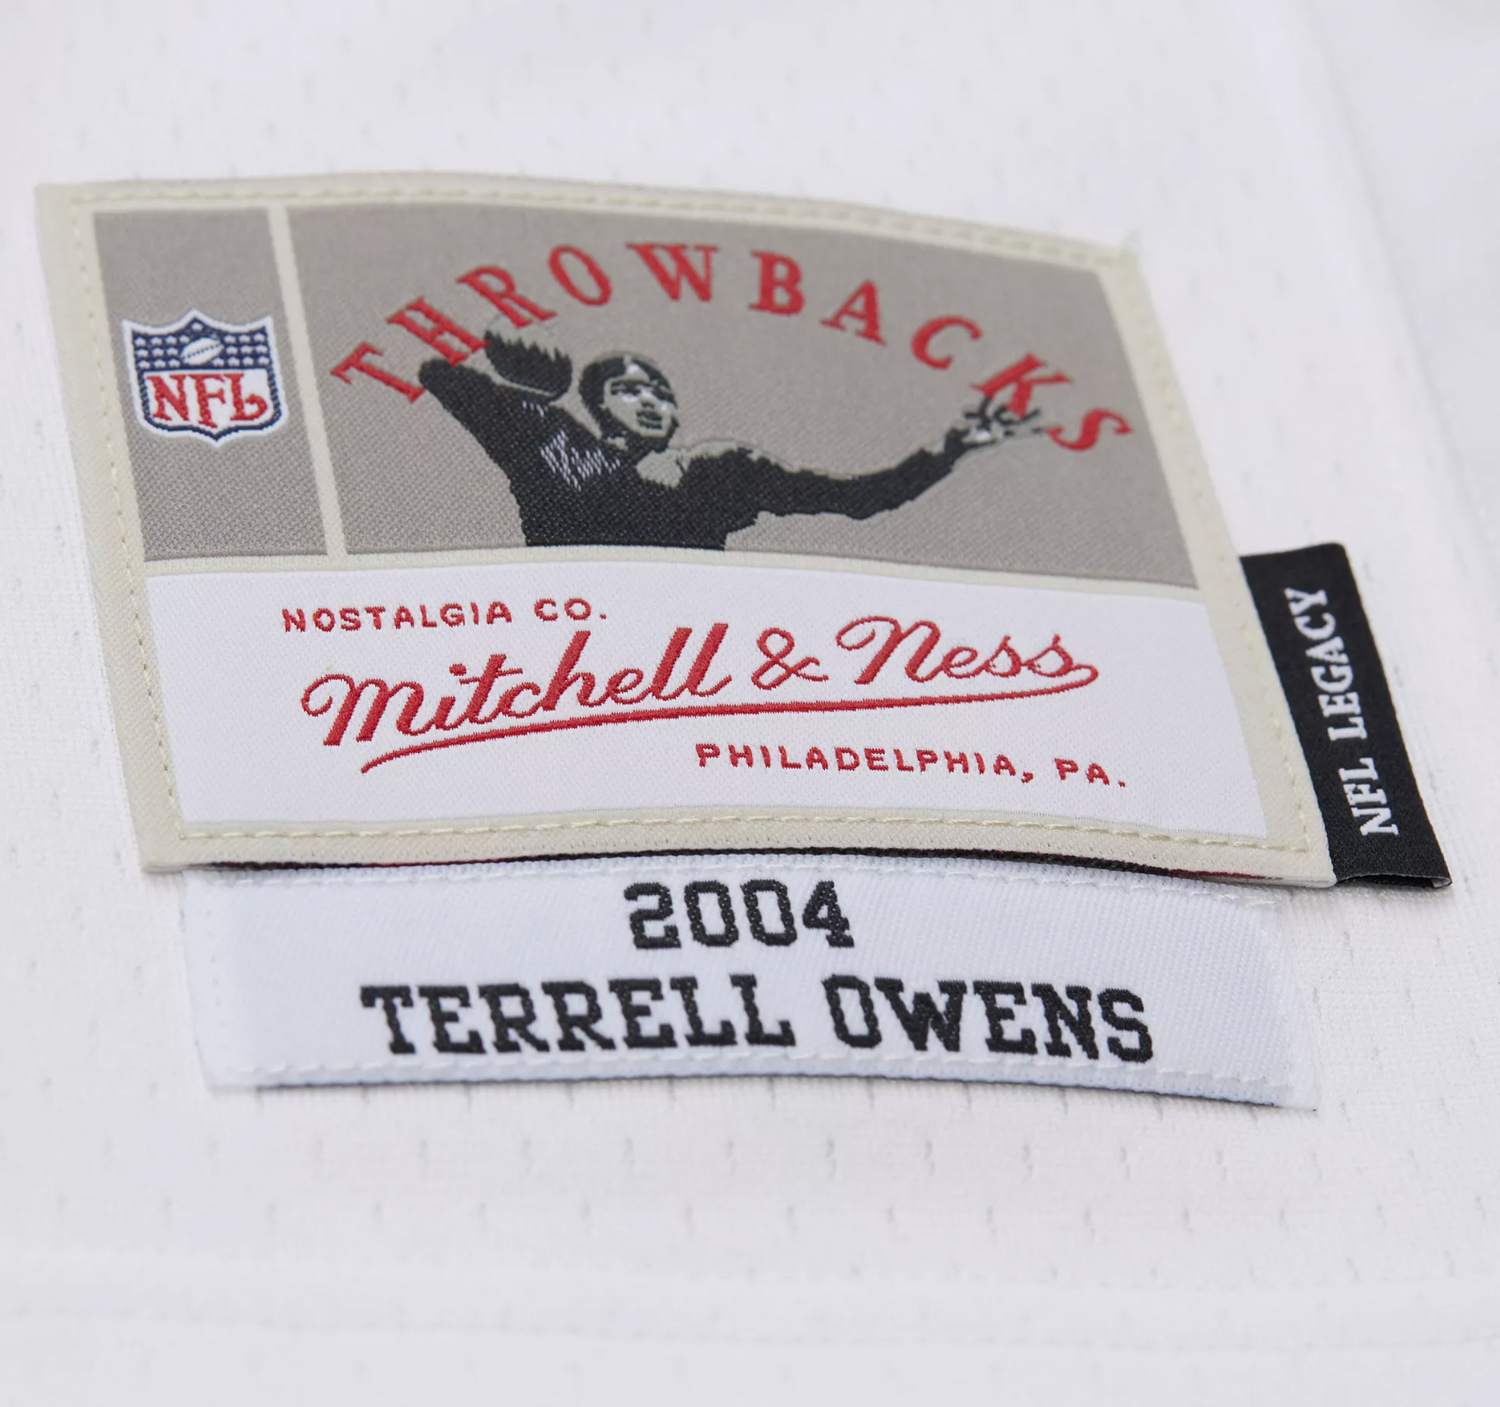 THROWBACKS
NFL
NOSTALGIA CO.
Mitchell & Ness
PHILADELPHIA, PA.
NFL LEGACY
2004
TERRELL OWENS